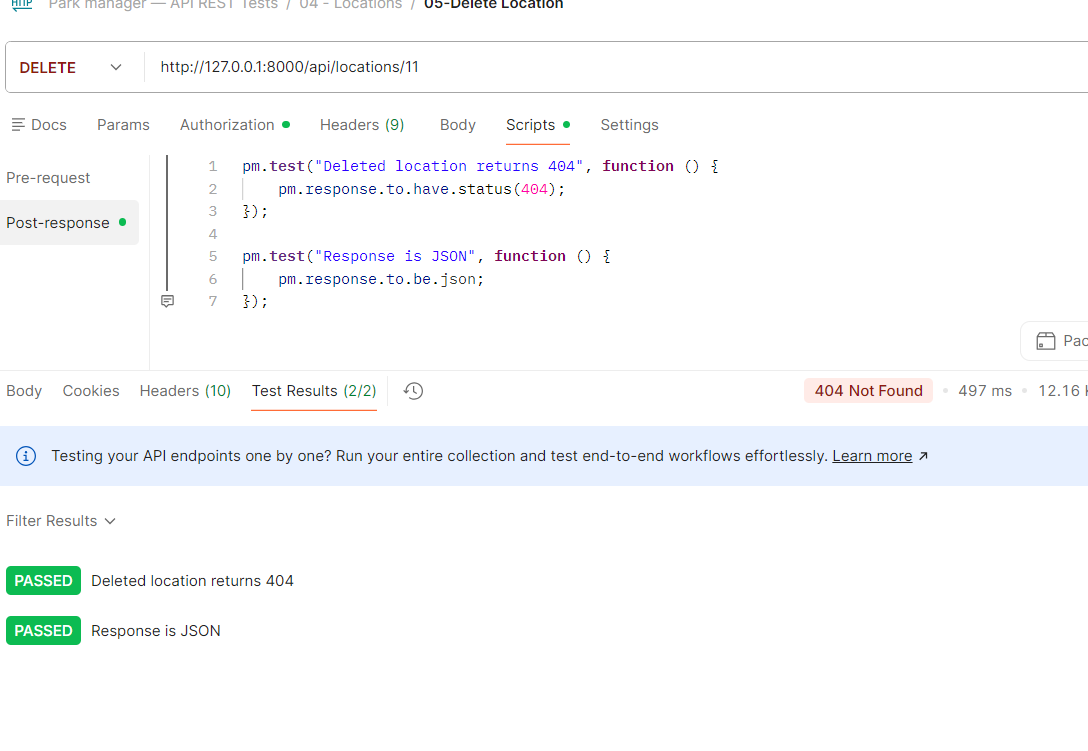 HTTP Park manager — API REST Tests / 04 - Locations / 05-Delete Location
DELETE http://127.0.0.1:8000/api/locations/11
Docs Params Authorization Headers (9) Body Scripts Settings
Pre-request
Post-response
1 pm.test("Deleted location returns 404", function () {
2 pm.response.to.have.status(404);
3 });
4
5 pm.test("Response is JSON", function () {
6 pm.response.to.be.json;
7 });
Pac
Body Cookies Headers (10) Test Results (2/2) 404 Not Found • 497 ms • 12.16
Testing your API endpoints one by one? Run your entire collection and test end-to-end workflows effortlessly. Learn more ↗
Filter Results
PASSED Deleted location returns 404
PASSED Response is JSON